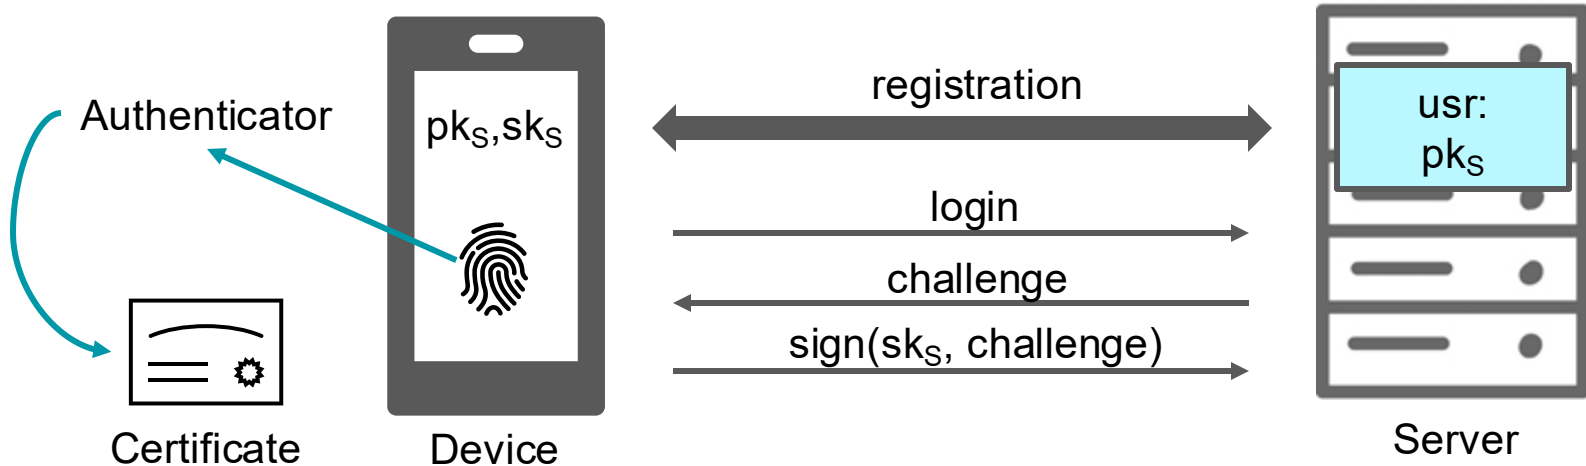 Authenticator
pkS,skS
registration
usr:
pkS
login
challenge
sign(skS, challenge)
Certificate
Device
Server